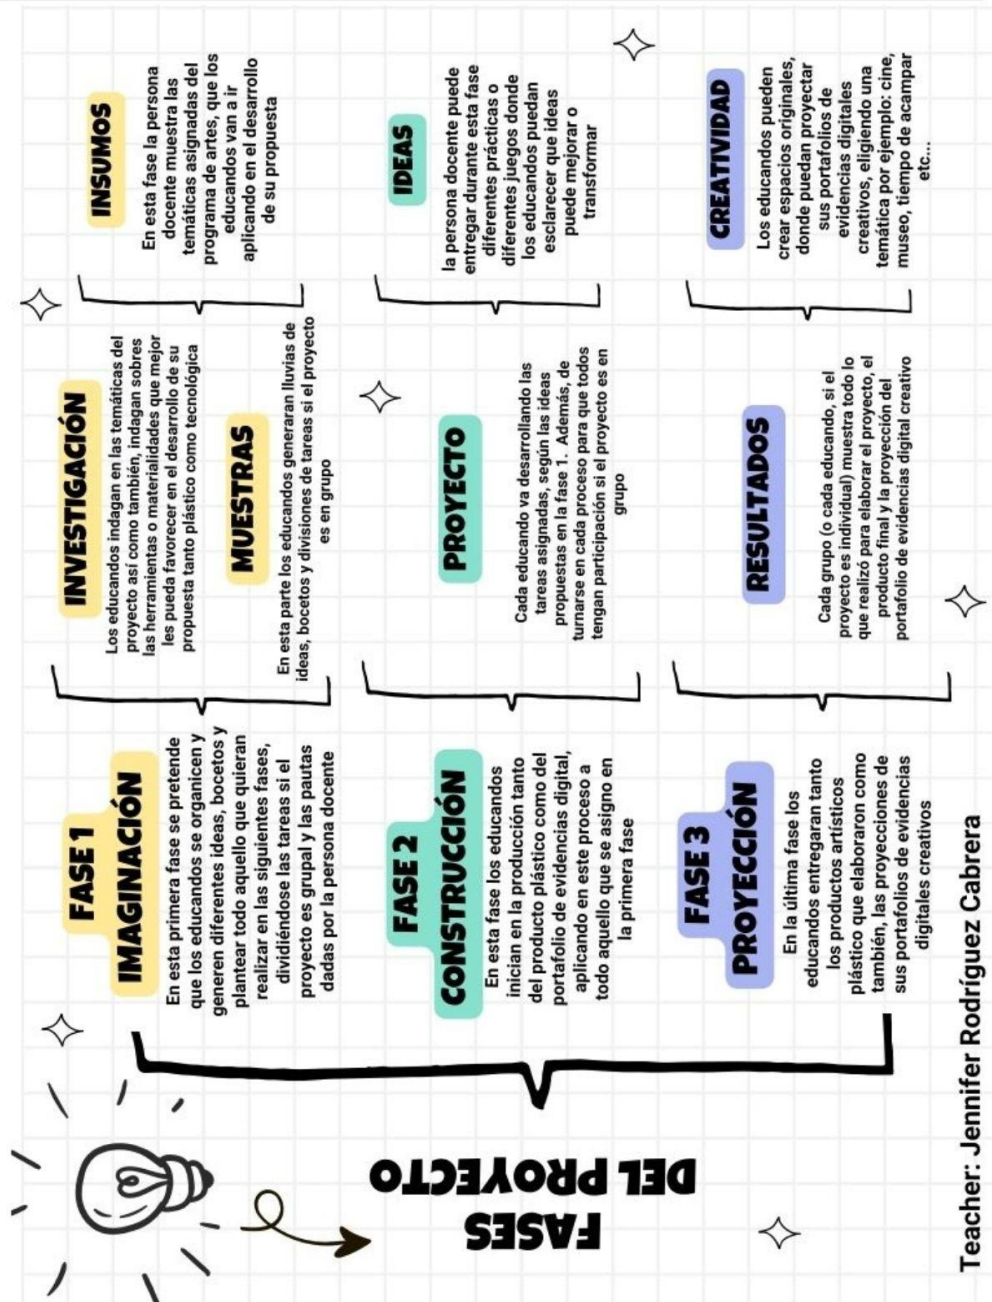 FASES
DEL PROYECTO
FASE 1
IMAGINACIÓN
En esta primera fase se pretende
que los educandos se organicen y
generen diferentes ideas, bocetos y
plantear todo aquello que quieran
realizar en las siguientes fases,
dividiéndose las tareas si el
proyecto es grupal y las pautas
dadas por la persona docente
INVESTIGACIÓN
Los educandos indagan en las temáticas del
proyecto así como también, indagan sobres
las herramientas o materialidades que mejor
les pueda favorecer en el desarrollo de su
propuesta tanto plástico como tecnológica
MUESTRAS
En esta parte los educandos generaran lluvias de
ideas, bocetos y divisiones de tareas si el proyecto
es en grupo
INSUMOS
En esta fase la persona
docente muestra las
temáticas asignadas del
programa de artes, que los
educandos van a ir
aplicando en el desarrollo
de su propuesta
FASE 2
CONSTRUCCIÓN
En esta fase los educandos
inician en la producción tanto
del producto plástico como del
portafolio de evidencias digital,
aplicando en este proceso a
todo aquello que se asigno en
la primera fase
PROYECTO
Cada educando va desarrollando las
tareas asignadas, según las ideas
propuestas en la fase 1. Además, de
turnarse en cada proceso para que todos
tengan participación si el proyecto es en
grupo
IDEAS
la persona docente puede
entregar durante esta fase
diferentes prácticas o
diferentes juegos donde
los educandos puedan
esclarecer que ideas
puede mejorar o
transformar
FASE 3
PROYECCIÓN
En la última fase los
educandos entregaran tanto
los productos artísticos
plástico que elaboraron como
también, las proyecciones de
sus portafolios de evidencias
digitales creativos
RESULTADOS
Cada grupo (o cada educando, si el
proyecto es individual) muestra todo lo
que realizó para elaborar el proyecto, el
producto final y la proyección del
portafolio de evidencias digital creativo
CREATIVIDAD
Los educandos pueden
crear espacios originales,
donde puedan proyectar
sus portafolios de
evidencias digitales
creativos, eligiendo una
temática por ejemplo: cine,
museo, tiempo de acampar
etc...
Teacher: Jennifer Rodríguez Cabrera